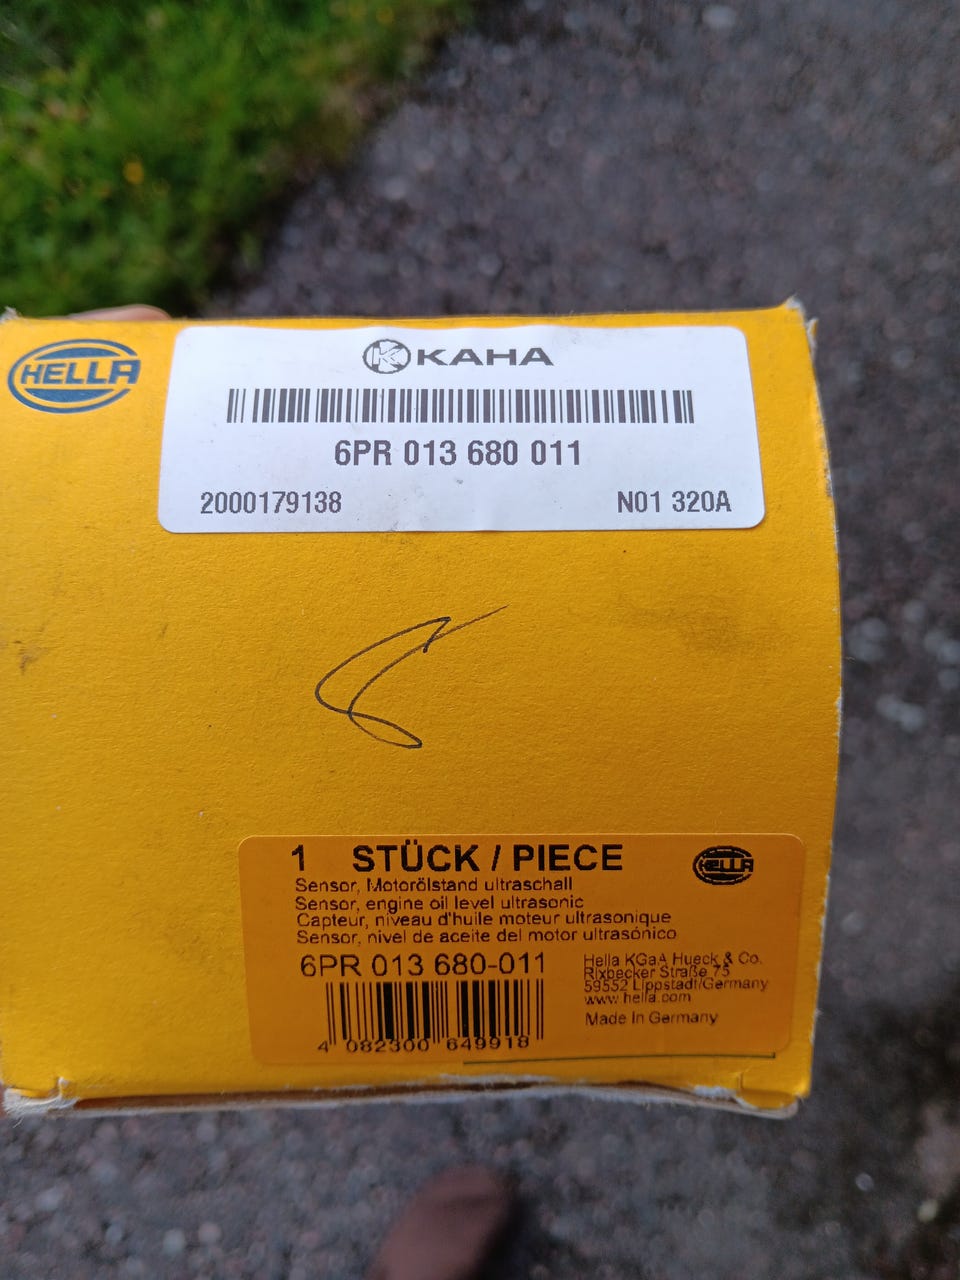 HELLA
KAHA
6PR 013 680 011
2000179138 N01 320A
1 STÜCK / PIECE
HELLA
Sensor, Motorölstand ultraschall
Sensor, engine oil level ultrasonic
Capteur, niveau d'huile moteur ultrasonique
Sensor, nivel de aceite del motor ultrasónico
6PR 013 680-011
Hella KGaA Hueck & Co.
Rixbecker Straße 75
59552 Lippstadt/Germany
www.hella.com
Made In Germany
4 082300 649918